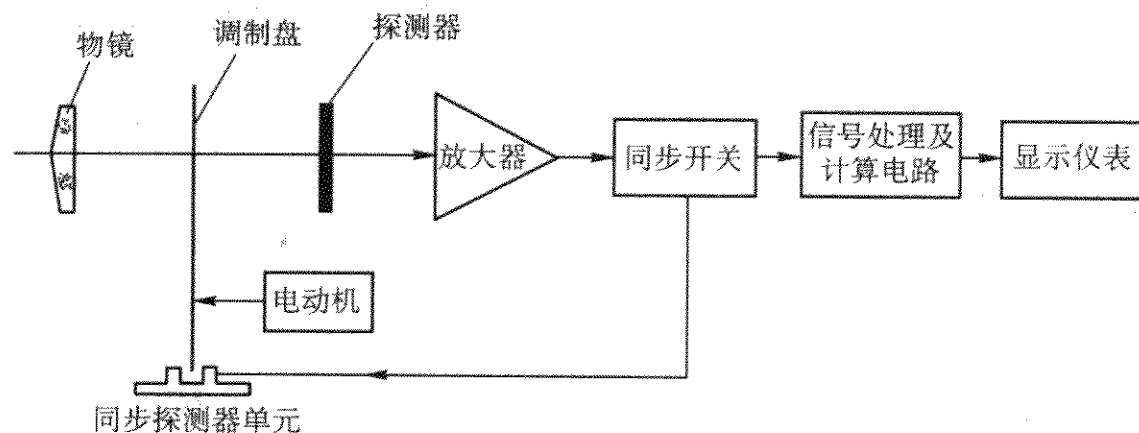 物镜
调制盘
探测器
放大器
同步开关
信号处理及
计算电路
显示仪表
电动机
同步探测器单元